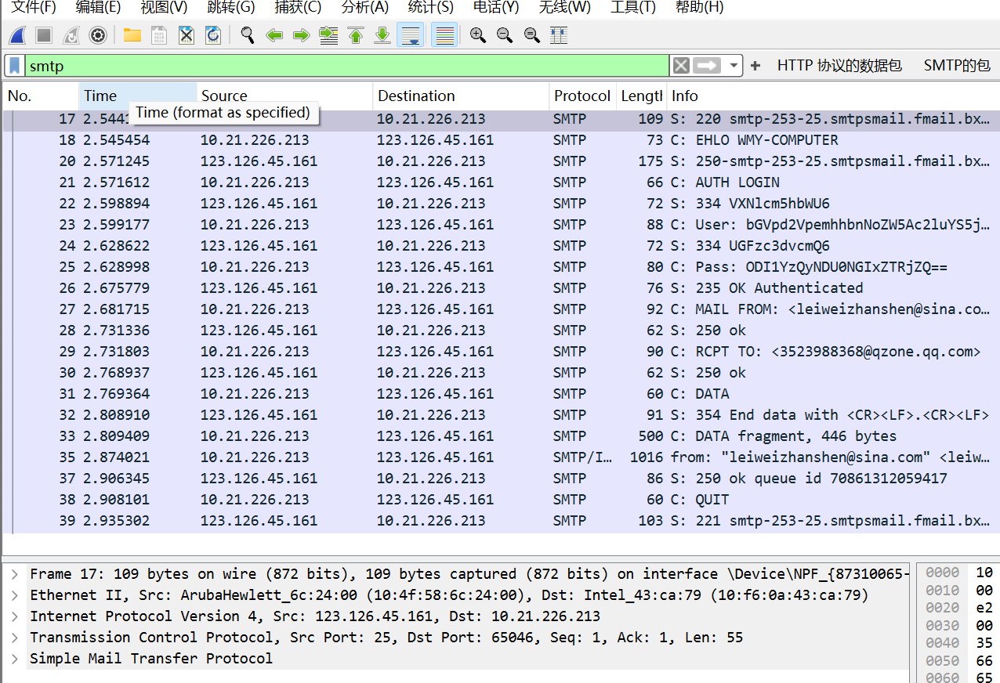 文件(F) 编辑(E) 视图(V) 跳转(G) 捕获(C) 分析(A) 统计(S) 电话(Y) 无线(W) 工具(T) 帮助(H)
smtp
HTTP 协议的数据包 SMTP的包
No. Time Source Destination Protocol Length Info
Time (format as specified)
17 2.5441 10.21.226.213 SMTP 109 S: 220 smtp-253-25.smtpsmail.fmail.bx…
18 2.545454 10.21.226.213 123.126.45.161 SMTP 73 C: EHLO WMY-COMPUTER
20 2.571245 123.126.45.161 10.21.226.213 SMTP 175 S: 250-smtp-253-25.smtpsmail.fmail.bx…
21 2.571612 10.21.226.213 123.126.45.161 SMTP 66 C: AUTH LOGIN
22 2.598894 123.126.45.161 10.21.226.213 SMTP 72 S: 334 VXNlcm5hbWU6
23 2.599177 10.21.226.213 123.126.45.161 SMTP 88 C: User: bGVpd2VpemhhbnNoZW5Ac2luYS5j…
24 2.628622 123.126.45.161 10.21.226.213 SMTP 72 S: 334 UGFzc3dvcmQ6
25 2.628998 10.21.226.213 123.126.45.161 SMTP 80 C: Pass: ODI1YzQyNDU0NGIxZTRjZQ==
26 2.675779 123.126.45.161 10.21.226.213 SMTP 76 S: 235 OK Authenticated
27 2.681715 10.21.226.213 123.126.45.161 SMTP 92 C: MAIL FROM: <leiweizhanshen@sina.co…
28 2.731336 123.126.45.161 10.21.226.213 SMTP 62 S: 250 ok
29 2.731803 10.21.226.213 123.126.45.161 SMTP 90 C: RCPT TO: <3523988368@qzone.qq.com>
30 2.768937 123.126.45.161 10.21.226.213 SMTP 62 S: 250 ok
31 2.769364 10.21.226.213 123.126.45.161 SMTP 60 C: DATA
32 2.808910 123.126.45.161 10.21.226.213 SMTP 91 S: 354 End data with <CR><LF>.<CR><LF>
33 2.809409 10.21.226.213 123.126.45.161 SMTP 500 C: DATA fragment, 446 bytes
35 2.874021 10.21.226.213 123.126.45.161 SMTP/I… 1016 from: "leiweizhanshen@sina.com" <leiw…
37 2.906345 123.126.45.161 10.21.226.213 SMTP 86 S: 250 ok queue id 70861312059417
38 2.908101 10.21.226.213 123.126.45.161 SMTP 60 C: QUIT
39 2.935302 123.126.45.161 10.21.226.213 SMTP 103 S: 221 smtp-253-25.smtpsmail.fmail.bx…
Frame 17: 109 bytes on wire (872 bits), 109 bytes captured (872 bits) on interface \Device\NPF_{87310065-
Ethernet II, Src: ArubaHewlett_6c:24:00 (10:4f:58:6c:24:00), Dst: Intel_43:ca:79 (10:f6:0a:43:ca:79)
Internet Protocol Version 4, Src: 123.126.45.161, Dst: 10.21.226.213
Transmission Control Protocol, Src Port: 25, Dst Port: 65046, Seq: 1, Ack: 1, Len: 55
Simple Mail Transfer Protocol
0000 10
0010 00
0020 e2
0030 00
0040 35
0050 66
0060 65